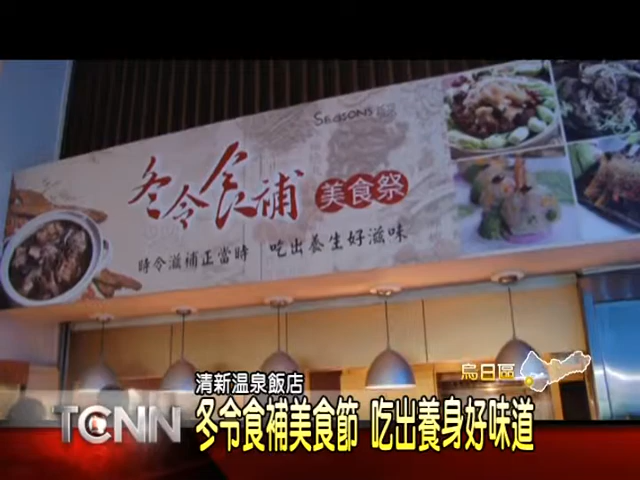 SEASONS
冬令食補 美食祭
時令滋補正當時 吃出養生好滋味
烏日區
清新溫泉飯店
TCNN
冬令食補美食節 吃出養身好味道